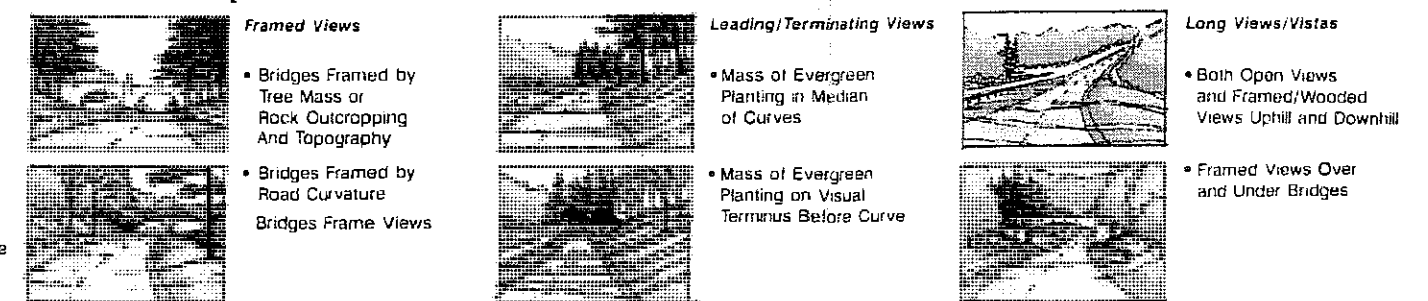 Framed Views
• Bridges Framed by
Tree Mass or
Rock Outcropping
And Topography
• Bridges Framed by
Road Curvature
Bridges Frame Views
Leading/Terminating Views
• Mass of Evergreen
Planting in Median
of Curves
• Mass of Evergreen
Planting on Visual
Terminus Before Curve
Long Views/Vistas
• Both Open Views
and Framed/Wooded
Views Uphill and Downhill
• Framed Views Over
and Under Bridges